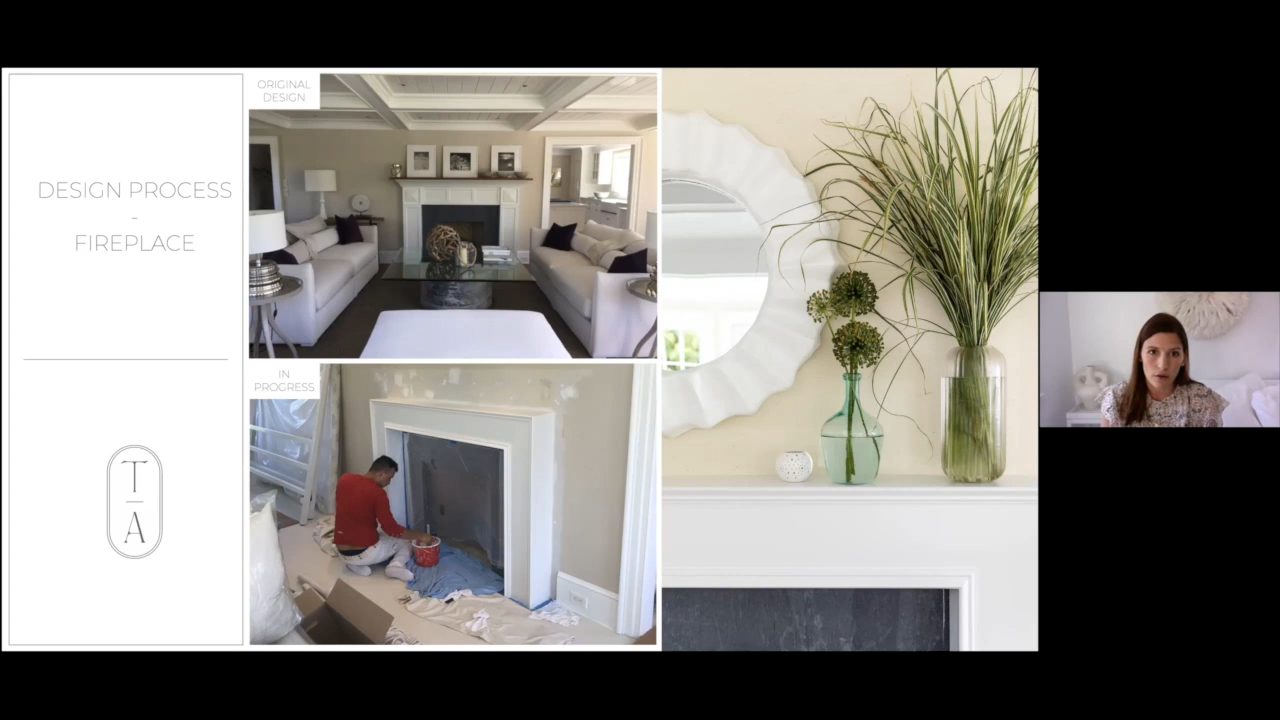 DESIGN PROCESS
-
FIREPLACE
T
A
ORIGINAL
DESIGN
IN
PROGRESS